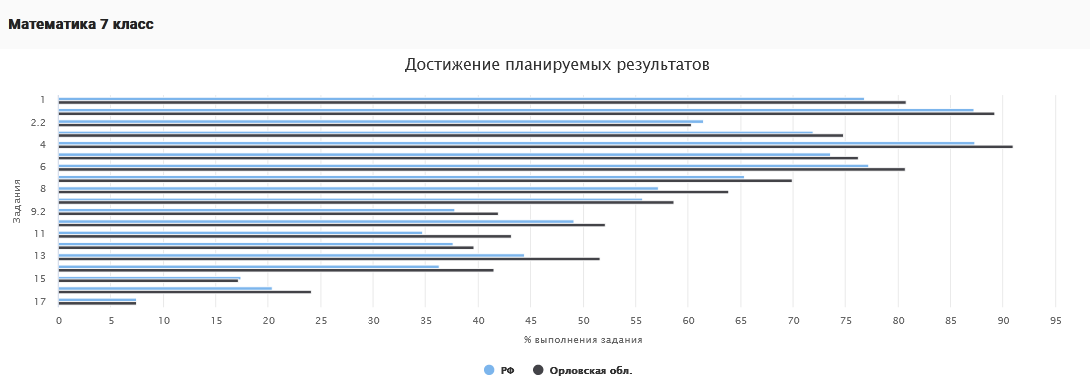 Математика 7 класс
Достижение планируемых результатов
Задания
1
2.2
4
6
8
9.2
11
13
15
17
0 5 10 15 20 25 30 35 40 45 50 55 60 65 70 75 80 85 90 95
% выполнения задания
РФ Орловская обл.